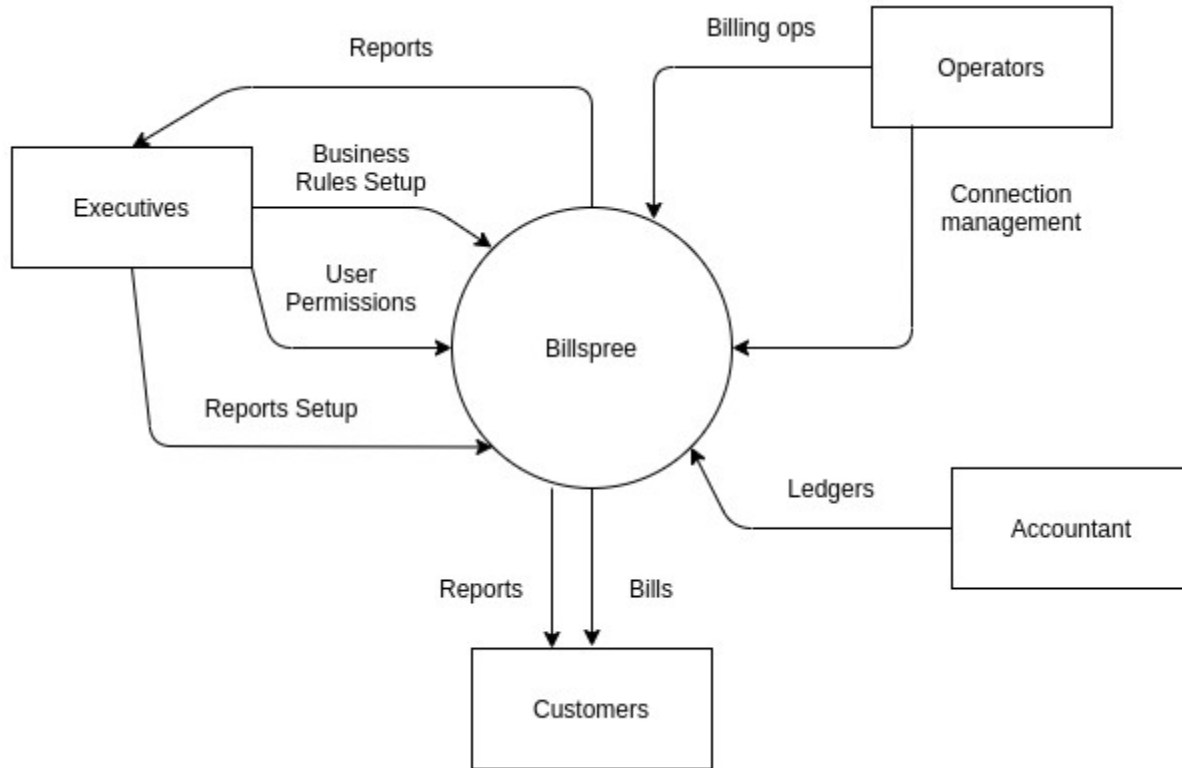 Billing ops
Operators
Reports
Business
Rules Setup
Executives
Connection
management
User
Permissions
Billspree
Reports Setup
Ledgers
Accountant
Reports
Bills
Customers